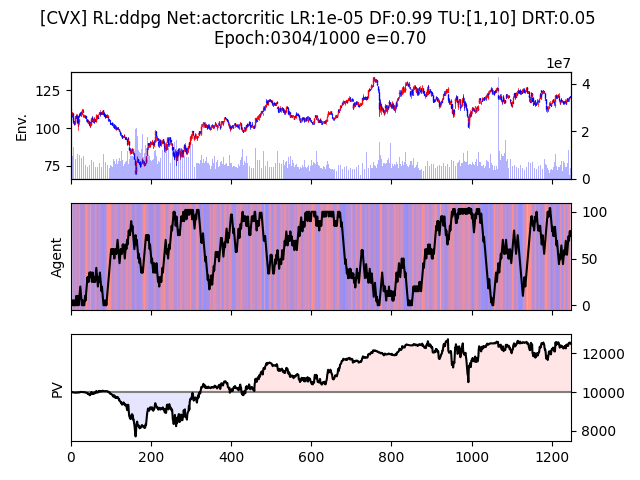 [CVX] RL:ddpg Net:actorcritic LR:1e-05 DF:0.99 TU:[1,10] DRT:0.05
Epoch:0304/1000 e=0.70
1e7
125
100
75
Env.
4
2
0
Agent
100
50
0
PV
12000
10000
8000
0 200 400 600 800 1000 1200